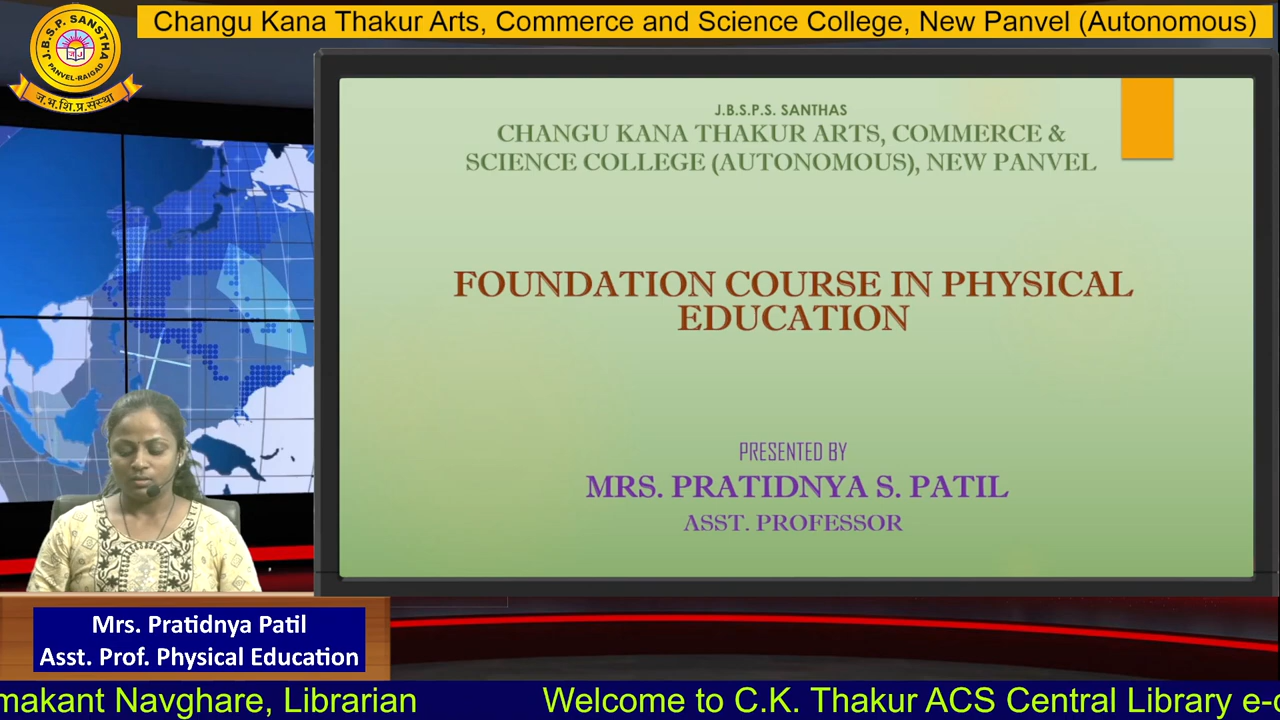 Changu Kana Thakur Arts, Commerce and Science College, New Panvel (Autonomous)
J.B.S.P. SANSTHA
PANVEL-RAIGAD
ज.भ.शि.प्र.संस्था
J.B.S.P.S. SANTHAS
CHANGU KANA THAKUR ARTS, COMMERCE &
SCIENCE COLLEGE (AUTONOMOUS), NEW PANVEL
FOUNDATION COURSE IN PHYSICAL
EDUCATION
PRESENTED BY
MRS. PRATIDNYA S. PATIL
ASST. PROFESSOR
Mrs. Pratidnya Patil
Asst. Prof. Physical Education
makant Navghare, Librarian Welcome to C.K. Thakur ACS Central Library e-c